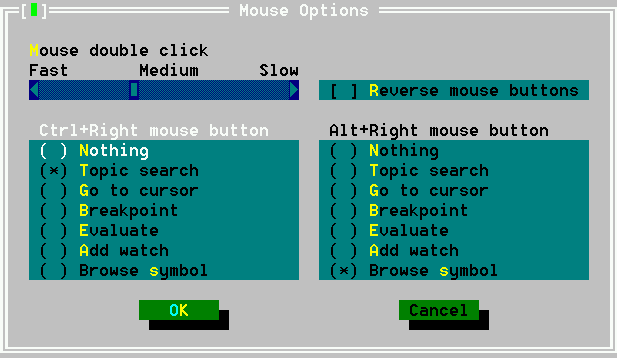 [■] Mouse Options
Mouse double click
Fast Medium Slow
[ ] Reverse mouse buttons
Ctrl+Right mouse button
( ) Nothing
(*) Topic search
( ) Go to cursor
( ) Breakpoint
( ) Evaluate
( ) Add watch
( ) Browse symbol
Alt+Right mouse button
( ) Nothing
( ) Topic search
( ) Go to cursor
( ) Breakpoint
( ) Evaluate
( ) Add watch
(*) Browse symbol
OK
Cancel